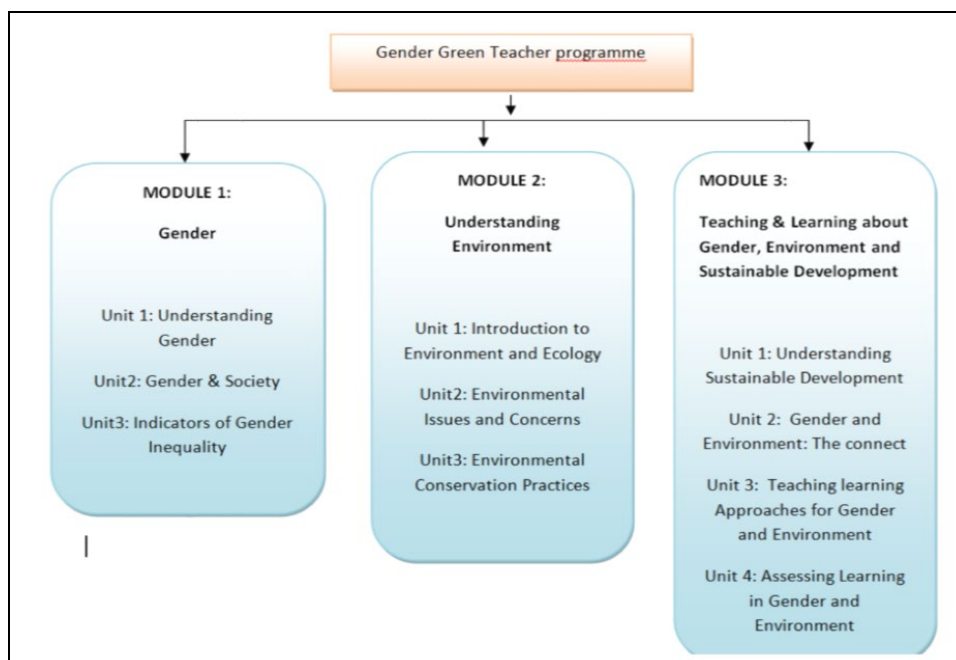 Gender Green Teacher programme
MODULE 1:
Gender
Unit 1: Understanding
Gender
Unit2: Gender & Society
Unit3: Indicators of Gender
Inequality
MODULE 2:
Understanding
Environment
Unit 1: Introduction to
Environment and Ecology
Unit2: Environmental
Issues and Concerns
Unit3: Environmental
Conservation Practices
MODULE 3:
Teaching & Learning about
Gender, Environment and
Sustainable Development
Unit 1: Understanding
Sustainable Development
Unit 2: Gender and
Environment: The connect
Unit 3: Teaching learning
Approaches for Gender
and Environment
Unit 4: Assessing Learning
in Gender and
Environment